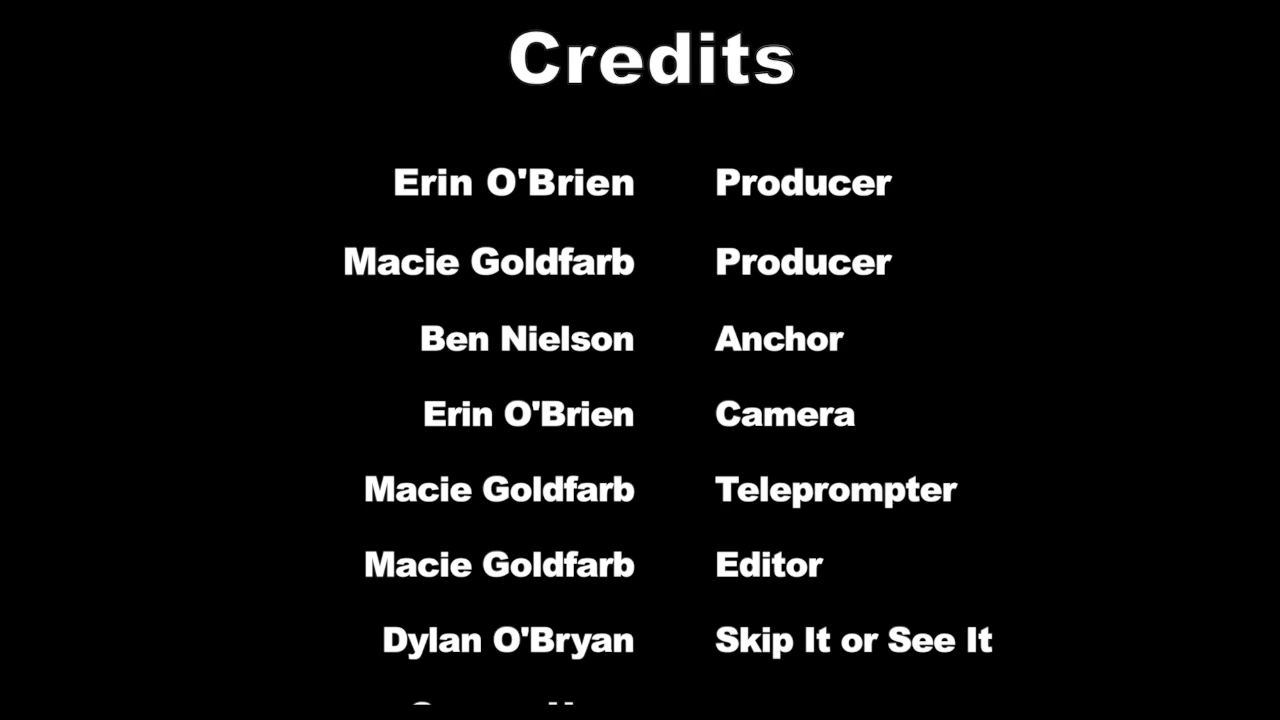 Credits
Erin O'Brien Producer
Macie Goldfarb Producer
Ben Nielson Anchor
Erin O'Brien Camera
Macie Goldfarb Teleprompter
Macie Goldfarb Editor
Dylan O'Bryan Skip It or See It